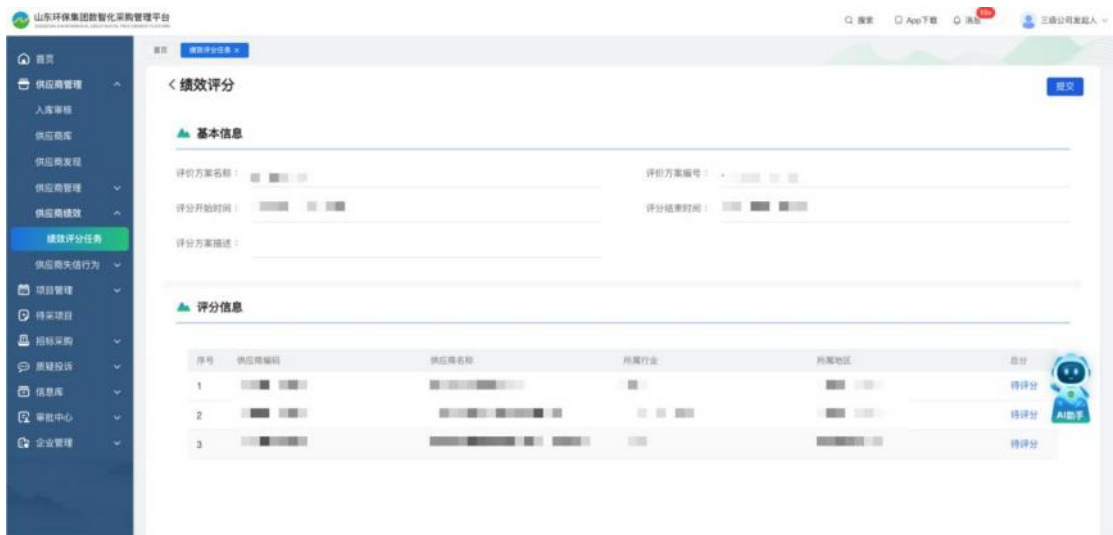 山东环保集团数智化采购管理平台
搜索 App下载 消息 99+ 三级公司发起人
首页 绩效评分任务 ×
首页
供应商管理
入库审核
供应商库
供应商发现
供应商管理
供应商绩效
绩效评分任务
供应商失信行为
项目管理
待采项目
招标采购
质疑投诉
信息库
审批中心
企业管理
绩效评分 提交
基本信息
评价方案名称： 评价方案编号：
评分开始时间： 评分结束时间：
评分方案描述：
评分信息
序号 供应商编码 供应商名称 所属行业 所属地区 总分
1 待评分
2 待评分
3 待评分
AI助手